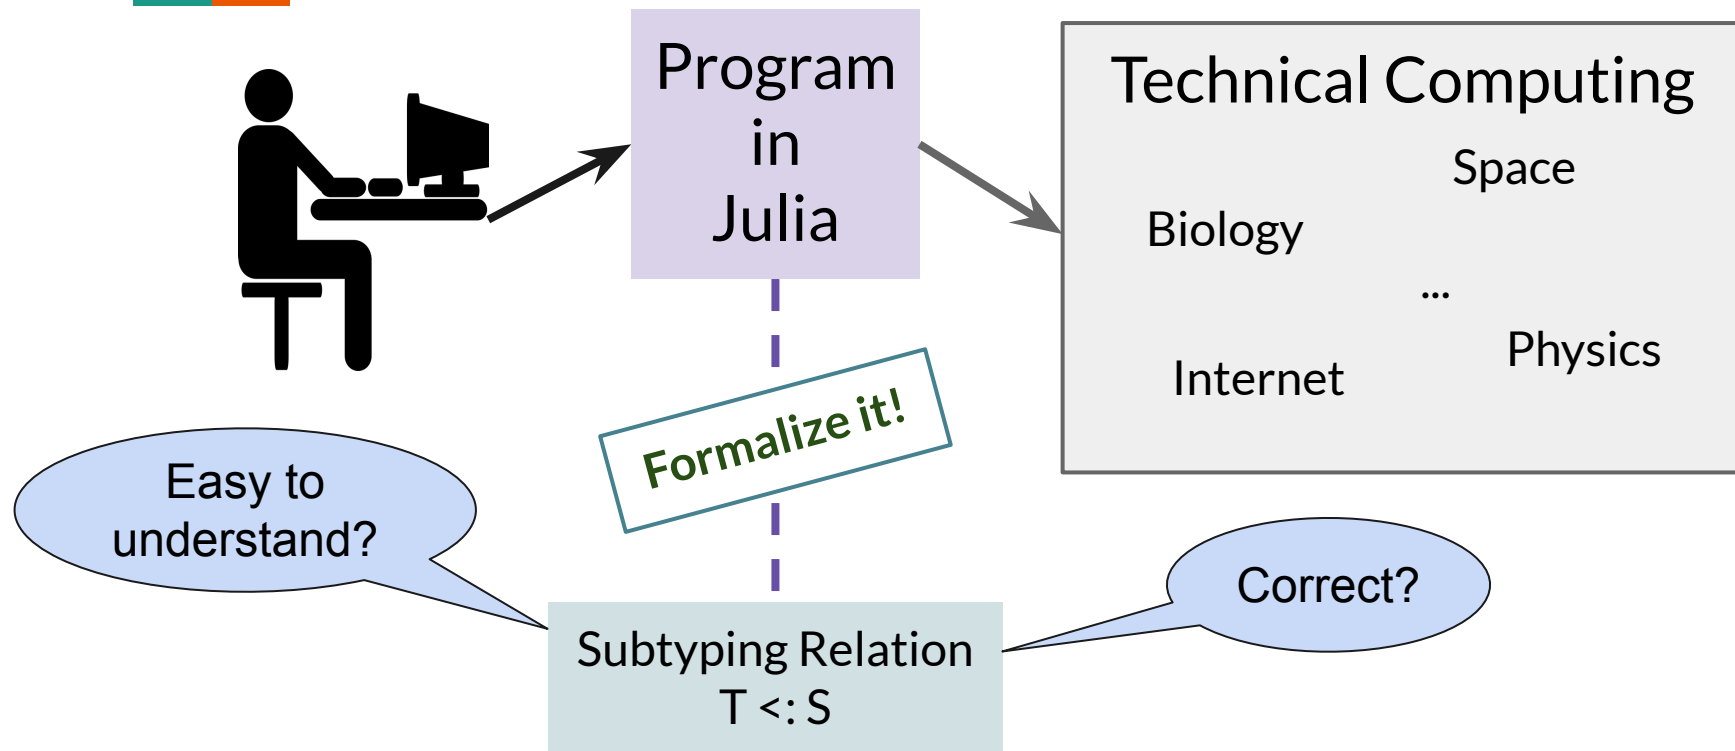 Program
in
Julia
Technical Computing
Space
Biology
...
Physics
Internet
Formalize it!
Easy to
understand?
Correct?
Subtyping Relation
T <: S